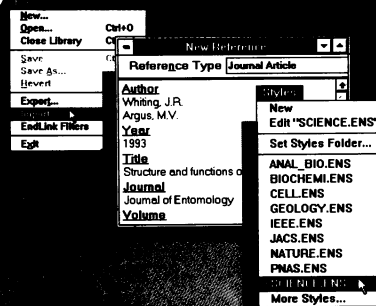 New...
Open... Ctrl+O
Close Library
Save
Save As...
Revert
Export...
Import...
EndLink Filters
Exit
New Reference
Reference Type Journal Article
Author
Whiting, J.R.
Argus, M.V.
Year
1993
Title
Structure and functions o
Journal
Journal of Entomology
Volume
Styles
New
Edit "SCIENCE.ENS"
Set Styles Folder...
ANAL_BIO.ENS
BIOCHEMI.ENS
CELL.ENS
GEOLOGY.ENS
IEEE.ENS
JACS.ENS
NATURE.ENS
PNAS.ENS
SCIENCE.ENS
More Styles...